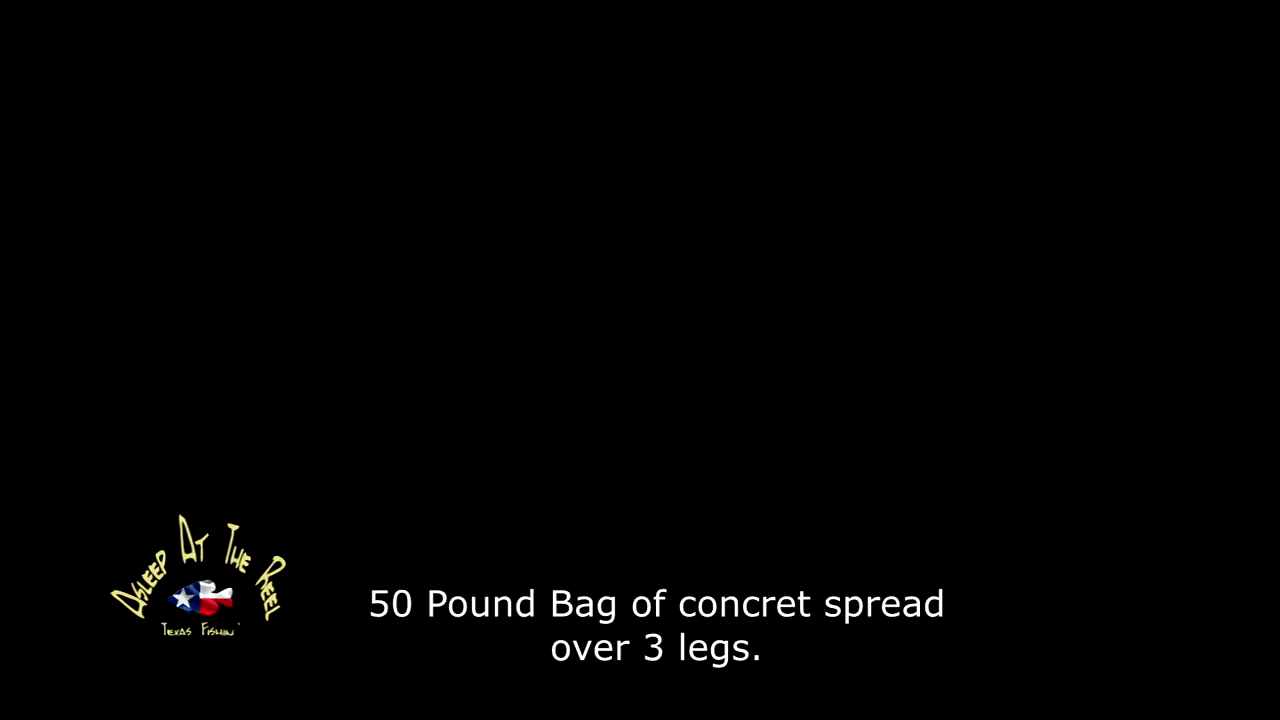 ASLEEP AT THE REEL
TEXAS FISHIN'
50 Pound Bag of concret spread
over 3 legs.